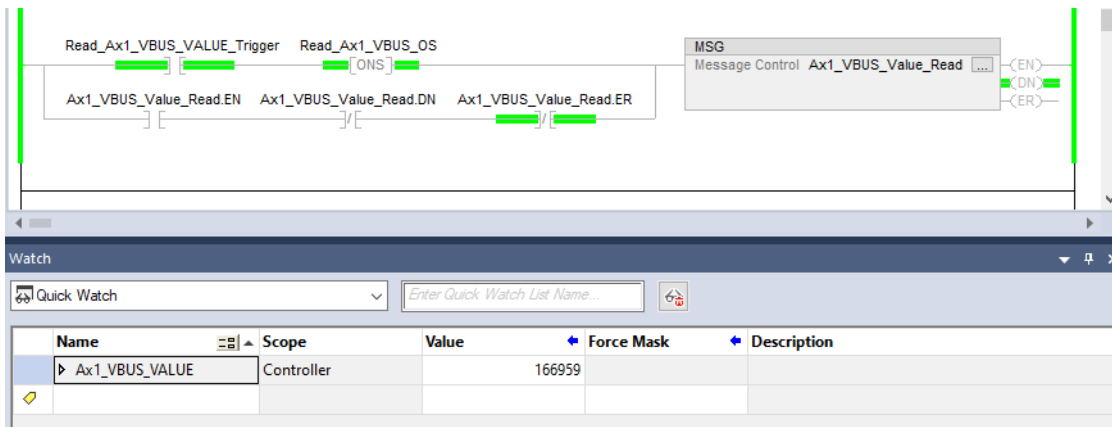 Read_Ax1_VBUS_VALUE_Trigger Read_Ax1_VBUS_OS
ONS
MSG
Message Control Ax1_VBUS_Value_Read ...
EN
DN
ER
Ax1_VBUS_Value_Read.EN Ax1_VBUS_Value_Read.DN Ax1_VBUS_Value_Read.ER
Watch
Quick Watch
Enter Quick Watch List Name...
Name Scope Value Force Mask Description
Ax1_VBUS_VALUE Controller 166959